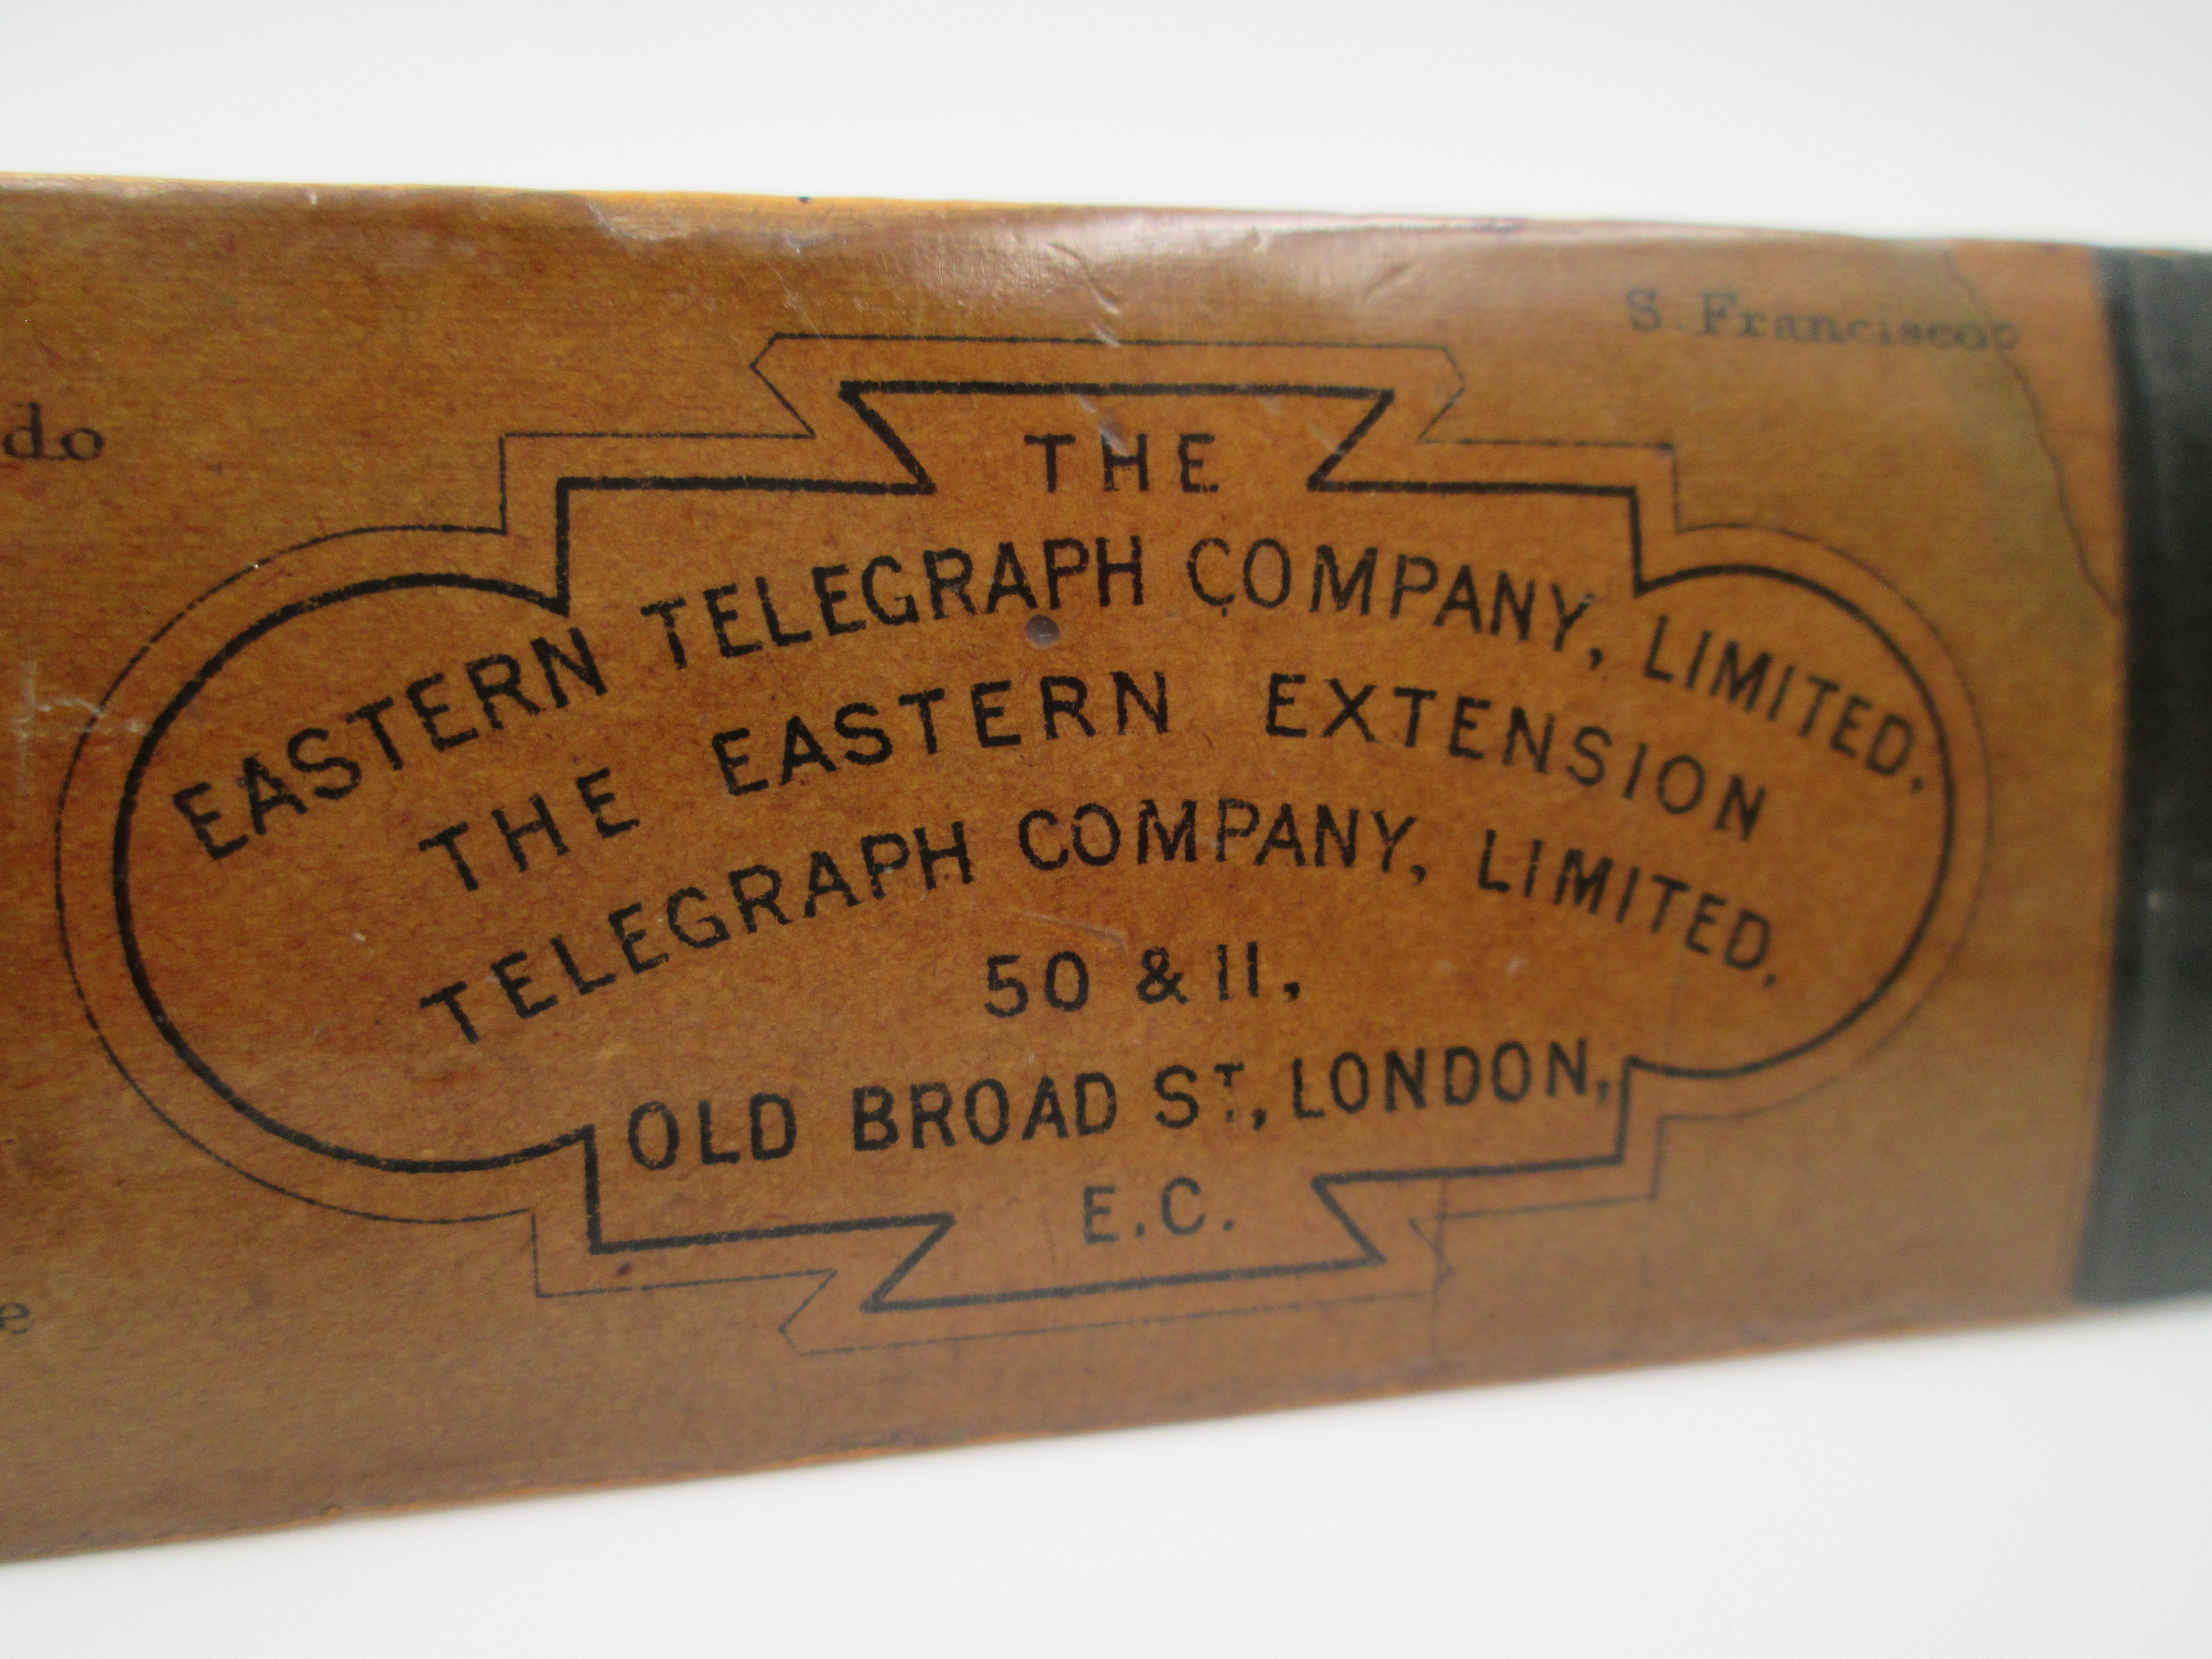 S. Francisco
do
THE
EASTERN TELEGRAPH COMPANY, LIMITED,
THE EASTERN EXTENSION
TELEGRAPH COMPANY, LIMITED,
50 & 11,
OLD BROAD ST, LONDON,
E.C.
e